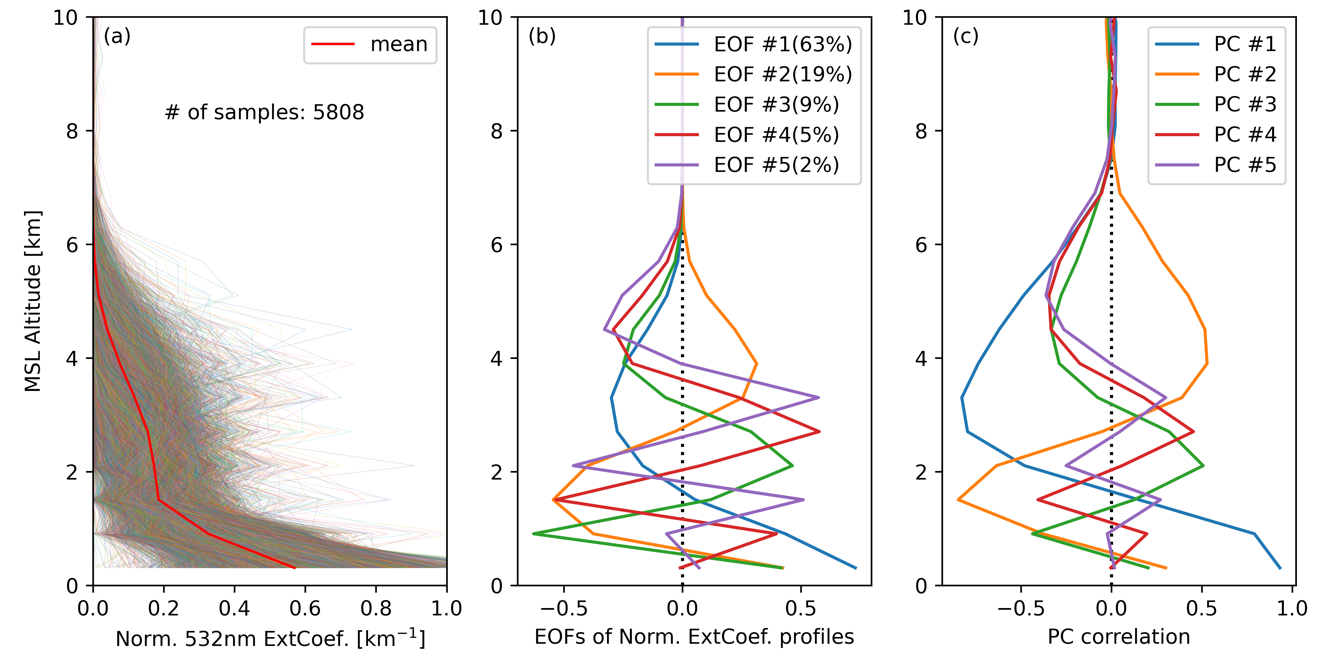 (a)
mean
# of samples: 5808
10
8
6
4
2
0
MSL Altitude [km]
0.0 0.2 0.4 0.6 0.8 1.0
Norm. 532nm ExtCoef. [km⁻¹]
(b)
EOF #1(63%)
EOF #2(19%)
EOF #3(9%)
EOF #4(5%)
EOF #5(2%)
10
8
6
4
2
0
−0.5 0.0 0.5
EOFs of Norm. ExtCoef. profiles
(c)
PC #1
PC #2
PC #3
PC #4
PC #5
10
8
6
4
2
0
−0.5 0.0 0.5 1.0
PC correlation